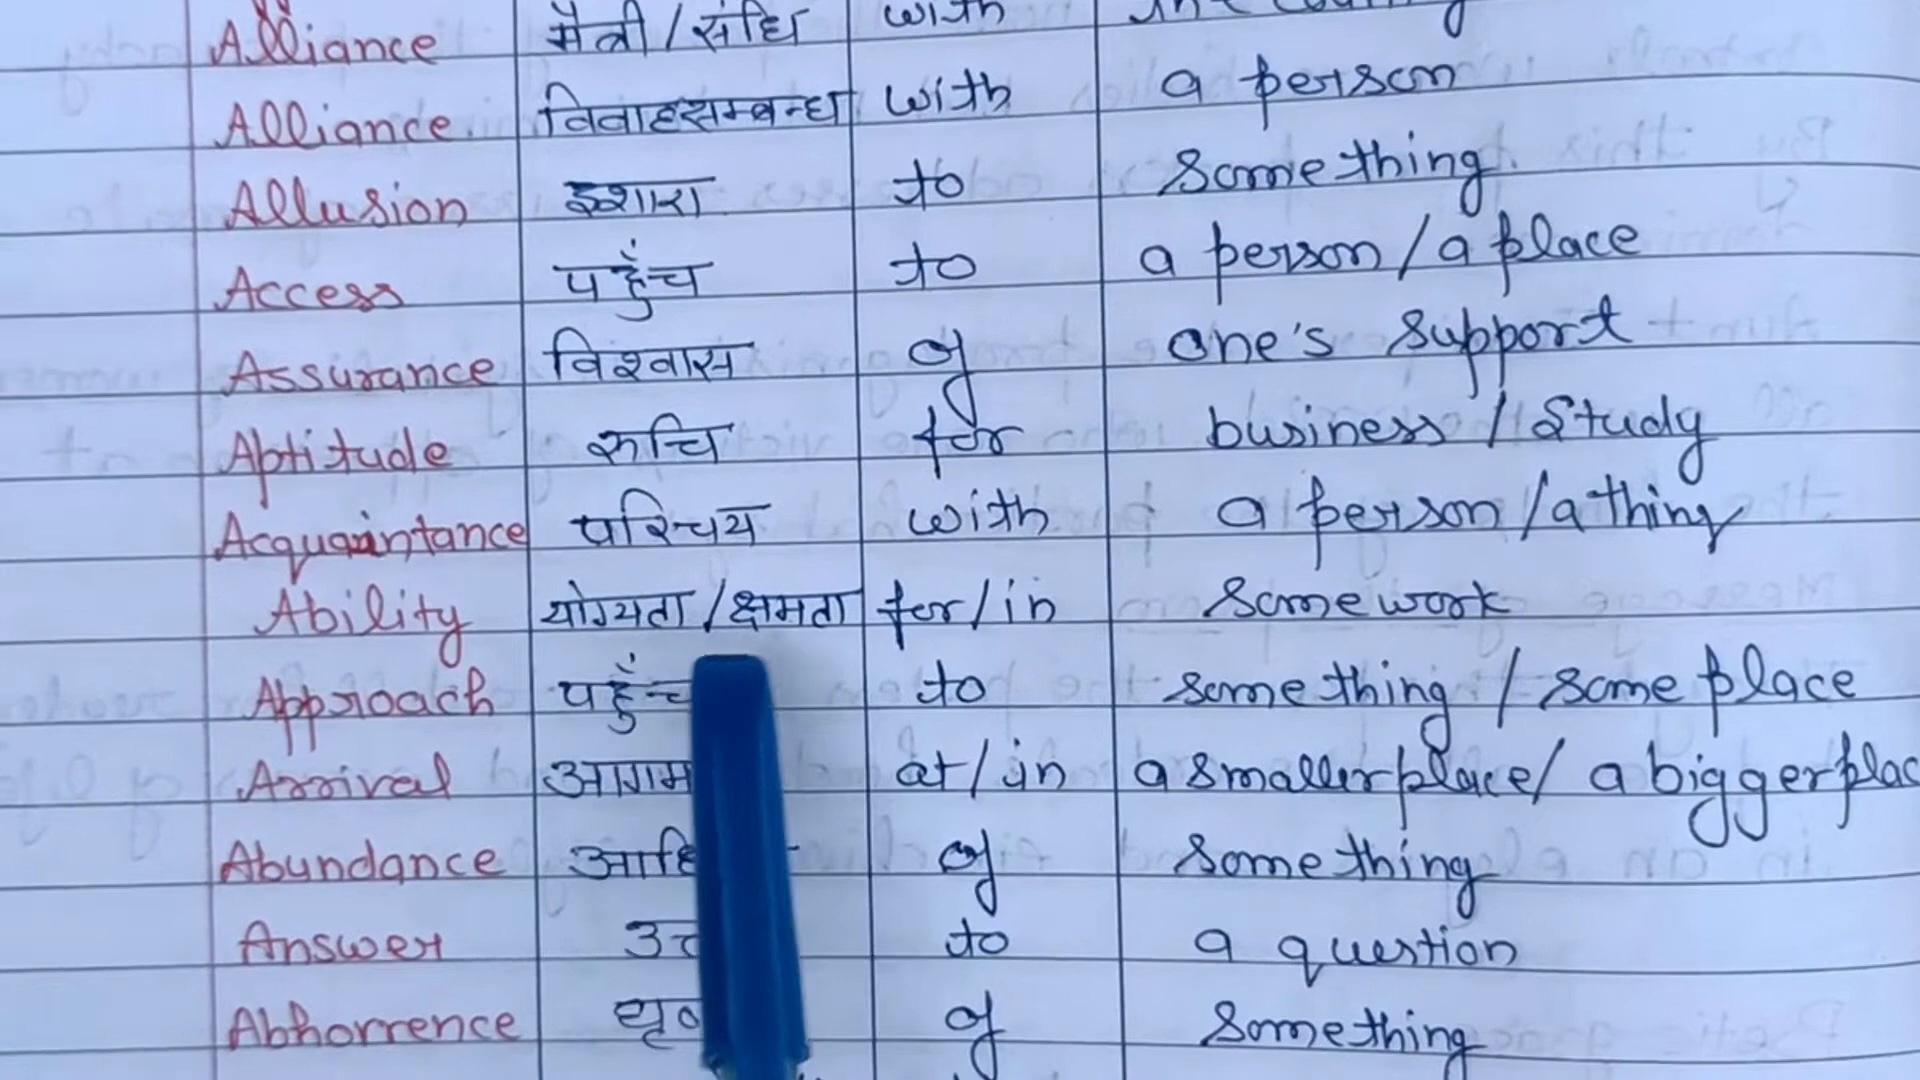 Alliance मैत्री/संधि with
Alliance विवाहसम्बन्ध with a person
Allusion इशारा to something
Access पहुँच to a person/a place
Assurance विश्वास of one's support
Aptitude रुचि for business/study
Acquaintance परिचय with a person/a thing
Ability योग्यता/क्षमता for/in some work
Approach पहुँच to something/some place
Arrival at/in a smaller place/ a bigger plac
Abundance of something
Answer to a question
Abhorrence of something